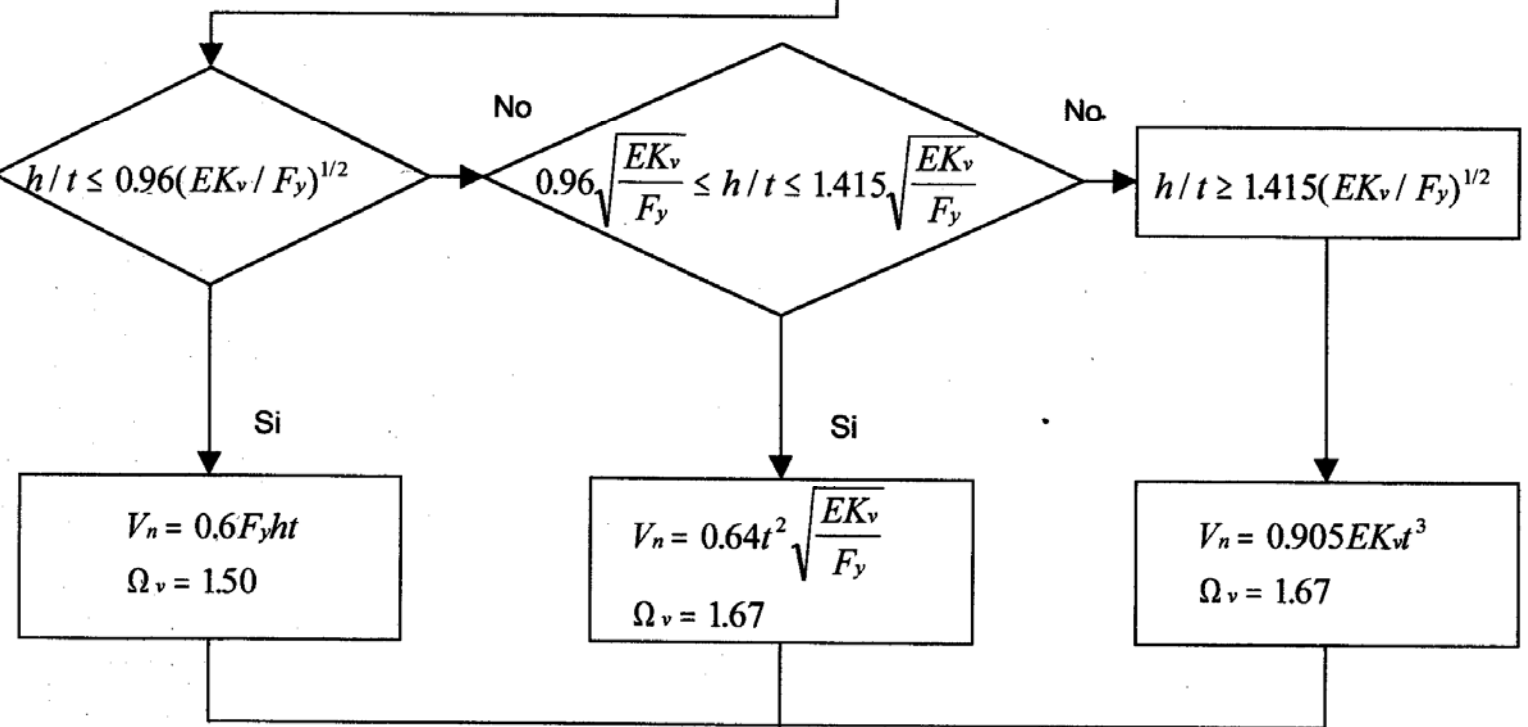 No
No.
h / t ≤ 0.96(EKv / Fy)^1/2
0.96√(EKv/Fy) ≤ h / t ≤ 1.415√(EKv/Fy)
h / t ≥ 1.415(EKv / Fy)^1/2
Si
Si
Vn = 0.6Fyht
Ωv = 1.50
Vn = 0.64t²√(EKv/Fy)
Ωv = 1.67
Vn = 0.905EKvt³
Ωv = 1.67